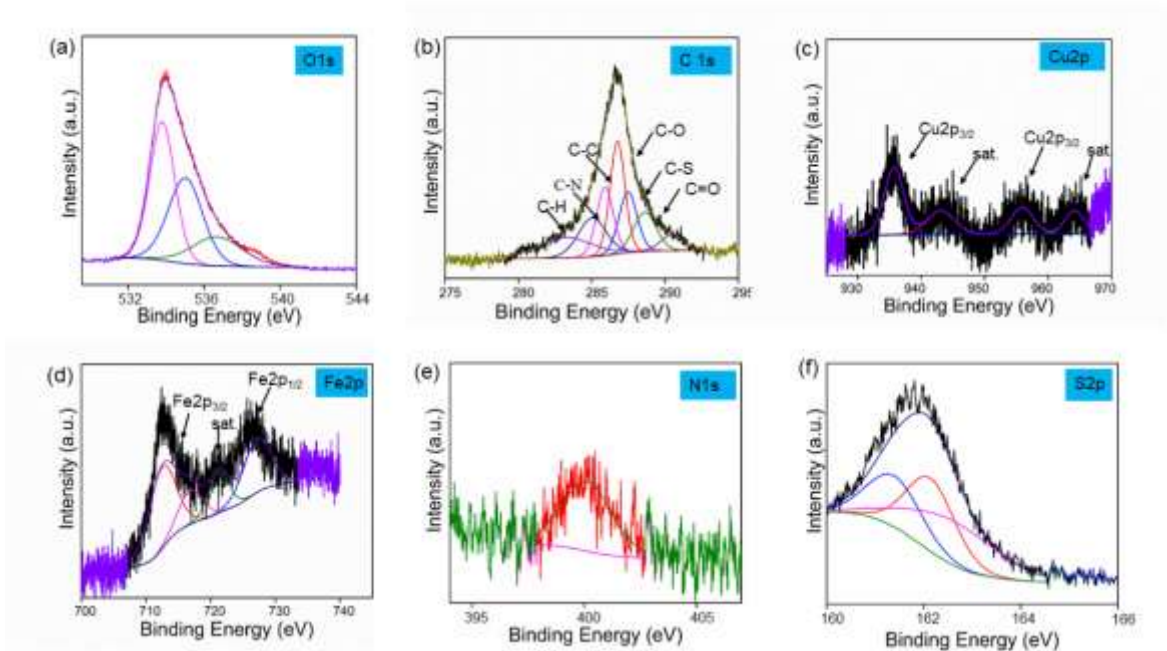 (a)
O1s
Intensity (a.u.)
532 536 540 544
Binding Energy (eV)
(b)
C 1s
C-O
C-Cl
C-S
C-N
C=O
C-H
Intensity (a.u.)
275 280 285 290 295
Binding Energy (eV)
(c)
Cu2p
Cu2p3/2
sat.
Cu2p3/2
sat.
Intensity (a.u.)
930 940 950 960 970
Binding Energy (eV)
(d)
Fe2p
Fe2p1/2
Fe2p3/2
sat.
Intensity (a.u.)
700 710 720 730 740
Binding Energy (eV)
(e)
N1s
Intensity (a.u.)
395 400 405
Binding Energy (eV)
(f)
S2p
Intensity (a.u.)
160 162 164 166
Binding Energy (eV)